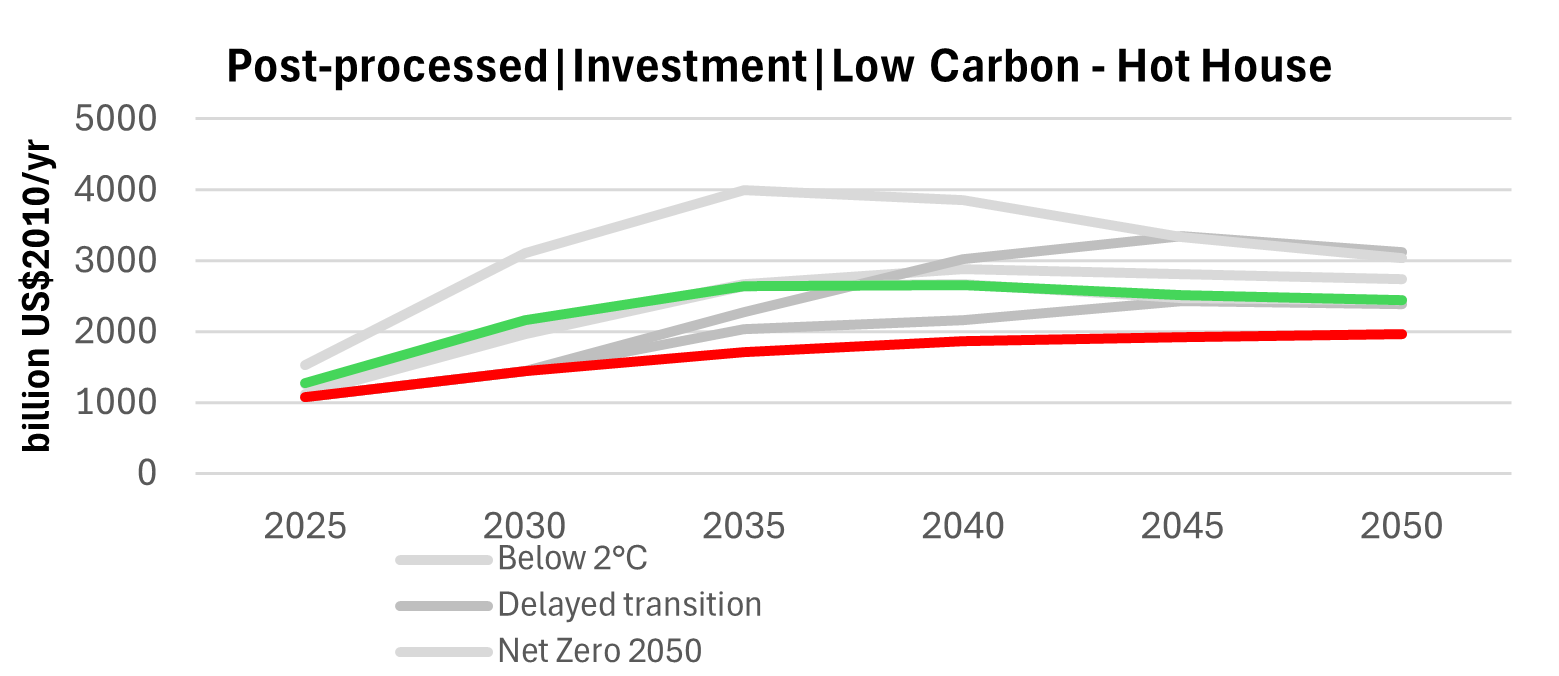 Post-processed|Investment|Low Carbon - Hot House
billion US$2010/yr
5000
4000
3000
2000
1000
0
2025 2030 2035 2040 2045 2050
Below 2°C
Delayed transition
Net Zero 2050